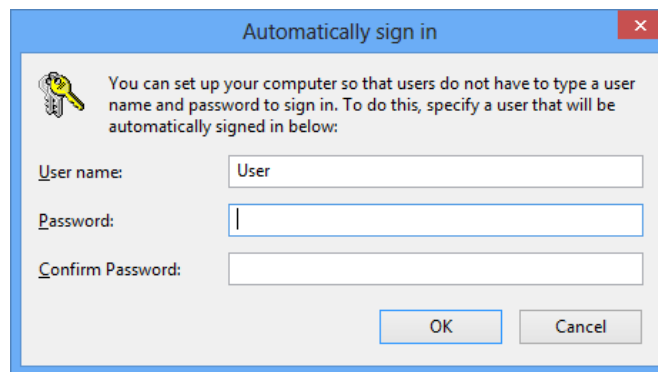 Automatically sign in
You can set up your computer so that users do not have to type a user
name and password to sign in. To do this, specify a user that will be
automatically signed in below:
User name: User
Password:
Confirm Password:
OK Cancel